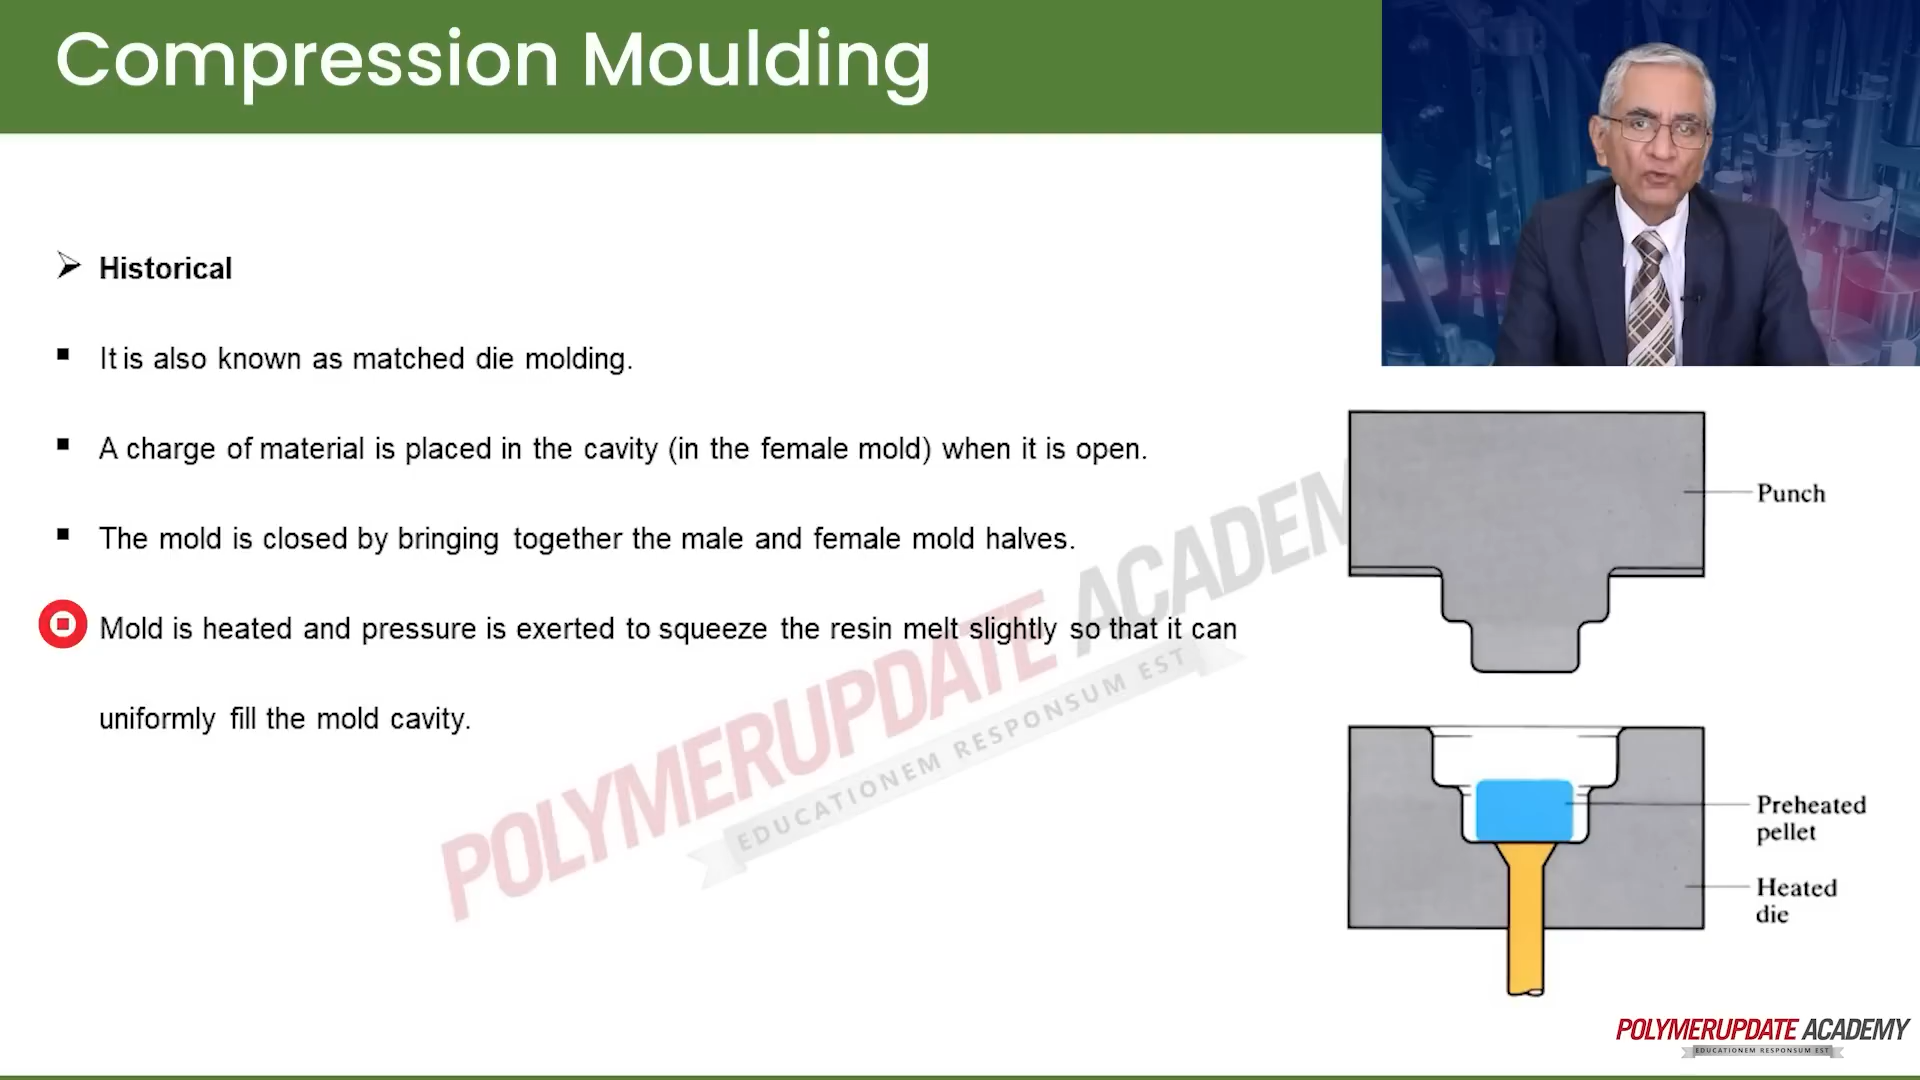 Compression Moulding
Historical
It is also known as matched die molding.
A charge of material is placed in the cavity (in the female mold) when it is open.
The mold is closed by bringing together the male and female mold halves.
Mold is heated and pressure is exerted to squeeze the resin melt slightly so that it can
uniformly fill the mold cavity.
Punch
Preheated
pellet
Heated
die
POLYMERUPDATE ACADEM
EDUCATIONEM RESPONSUM EST
POLYMERUPDATE ACADEMY
EDUCATIONEM RESPONSUM EST